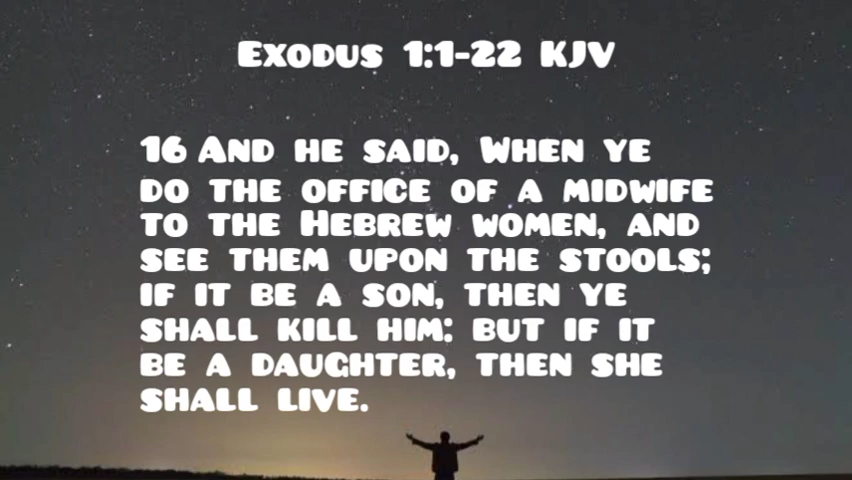 Exodus 1:1-22 KJV
16 And he said, When ye
do the office of a midwife
to the Hebrew women, and
see them upon the stools;
if it be a son, then ye
shall kill him: but if it
be a daughter, then she
shall live.